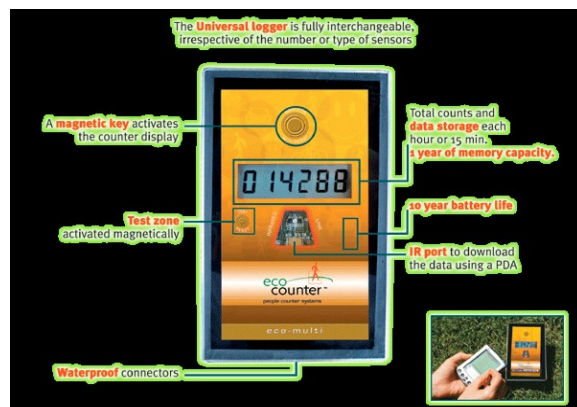 The Universal logger is fully interchangeable,
irrespective of the number or type of sensors
A magnetic key activates
the counter display
Total counts and
data storage each
hour or 15 min.
1 year of memory capacity.
014288
Test zone
activated magnetically
10 year battery life
IR port to download
the data using a PDA
eco
counter™
people counter systems
eco-multi
Waterproof connectors